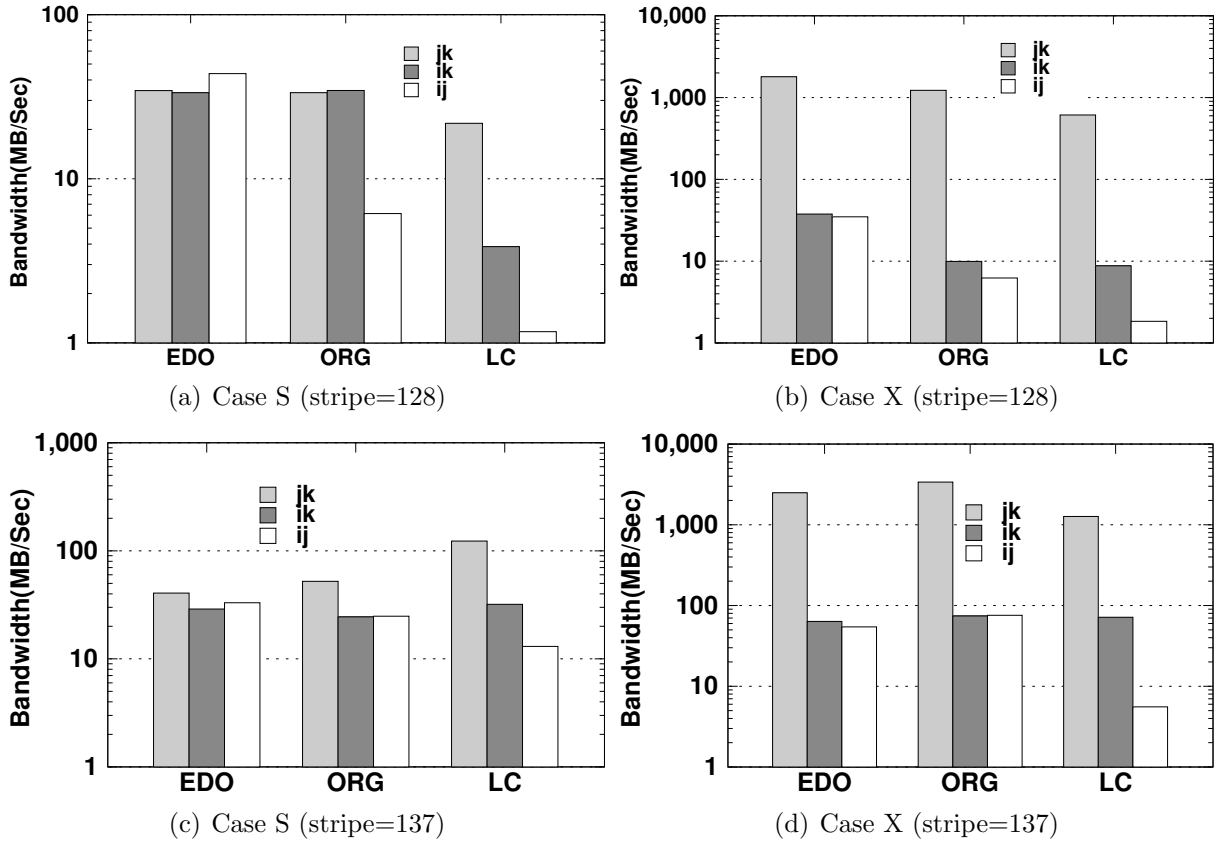 Bandwidth(MB/Sec)
100
10
1
jk
ik
ij
EDO ORG LC
(a) Case S (stripe=128)
Bandwidth(MB/Sec)
10,000
1,000
100
10
1
jk
ik
ij
EDO ORG LC
(b) Case X (stripe=128)
Bandwidth(MB/Sec)
1,000
100
10
1
jk
ik
ij
EDO ORG LC
(c) Case S (stripe=137)
Bandwidth(MB/Sec)
10,000
1,000
100
10
1
jk
ik
ij
EDO ORG LC
(d) Case X (stripe=137)